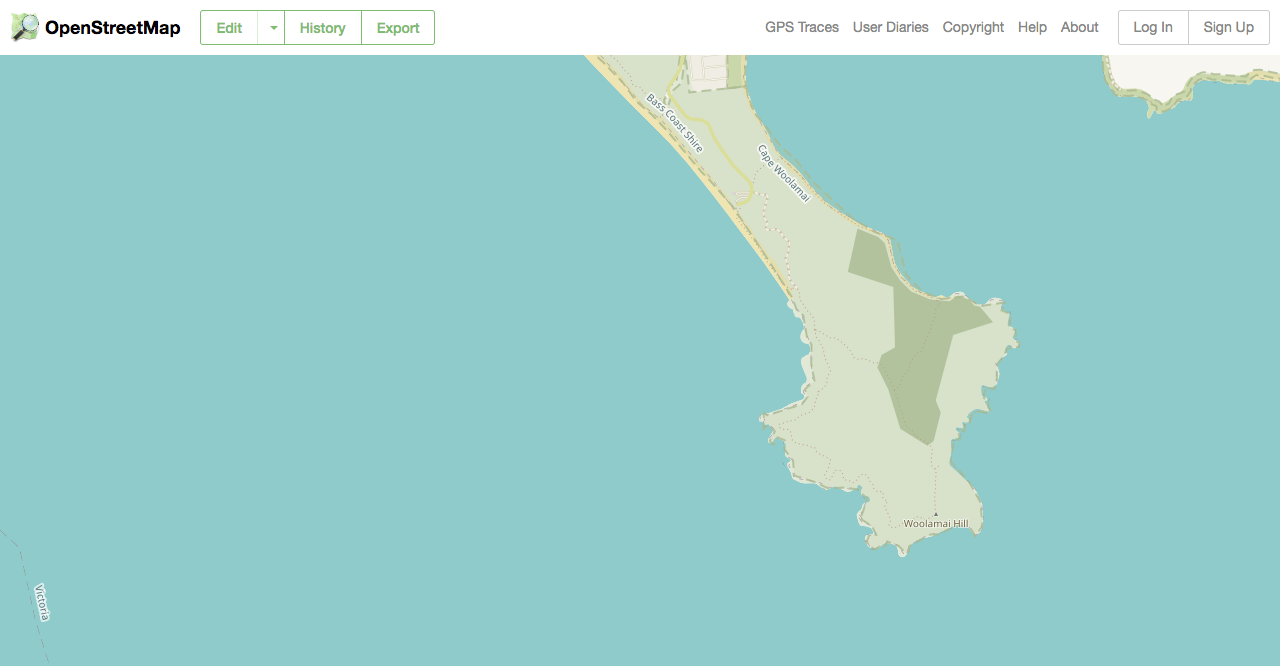 OpenStreetMap
Edit
History
Export
GPS Traces
User Diaries
Copyright
Help
About
Log In
Sign Up
Bass Coast Shire
Cape Woolamai
Woolamai Hill
Victoria